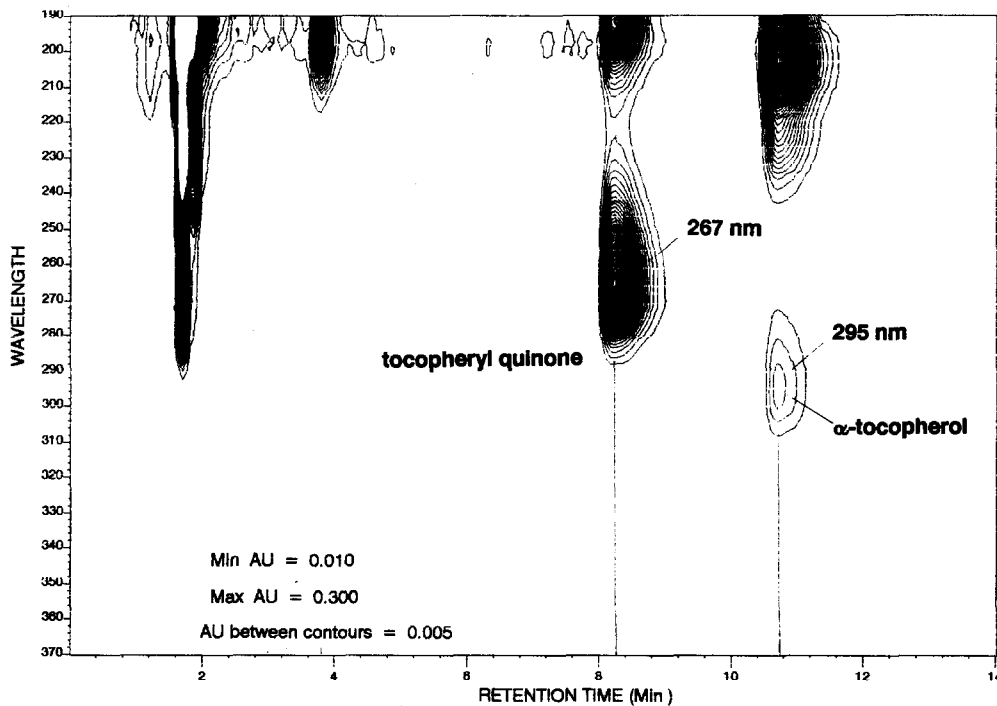 190
200
210
220
230
240
250
260
270
280
290
300
310
320
330
340
350
360
370
WAVELENGTH
267 nm
tocopheryl quinone
295 nm
α-tocopherol
Min AU = 0.010
Max AU = 0.300
AU between contours = 0.005
2 4 6 8 10 12 14
RETENTION TIME (Min)